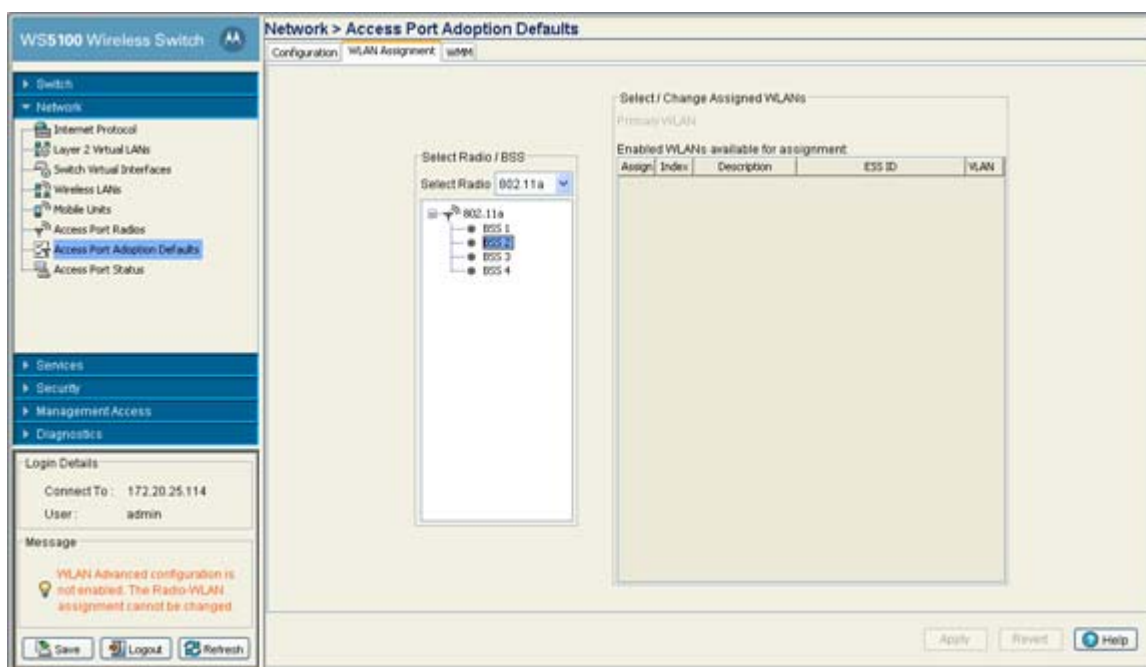 WS5100 Wireless Switch
Network > Access Port Adoption Defaults
Configuration WLAN Assignment WMM
Switch
Network
Internet Protocol
Layer 2 Virtual LANs
Switch Virtual Interfaces
Wireless LANs
Mobile Units
Access Port Radios
Access Port Adoption Defaults
Access Port Status
Services
Security
Management Access
Diagnostics
Login Details
Connect To : 172.20.25.114
User : admin
Message
WLAN Advanced configuration is
not enabled. The Radio-WLAN
assignment cannot be changed
Save Logout Refresh
Select Radio / BSS
Select Radio 802.11a
802.11a
BSS 1
BSS 2
BSS 3
BSS 4
Select / Change Assigned WLANs
Primary WLAN
Enabled WLANs available for assignment
Assign Index Description ESS ID VLAN
Apply Revert Help